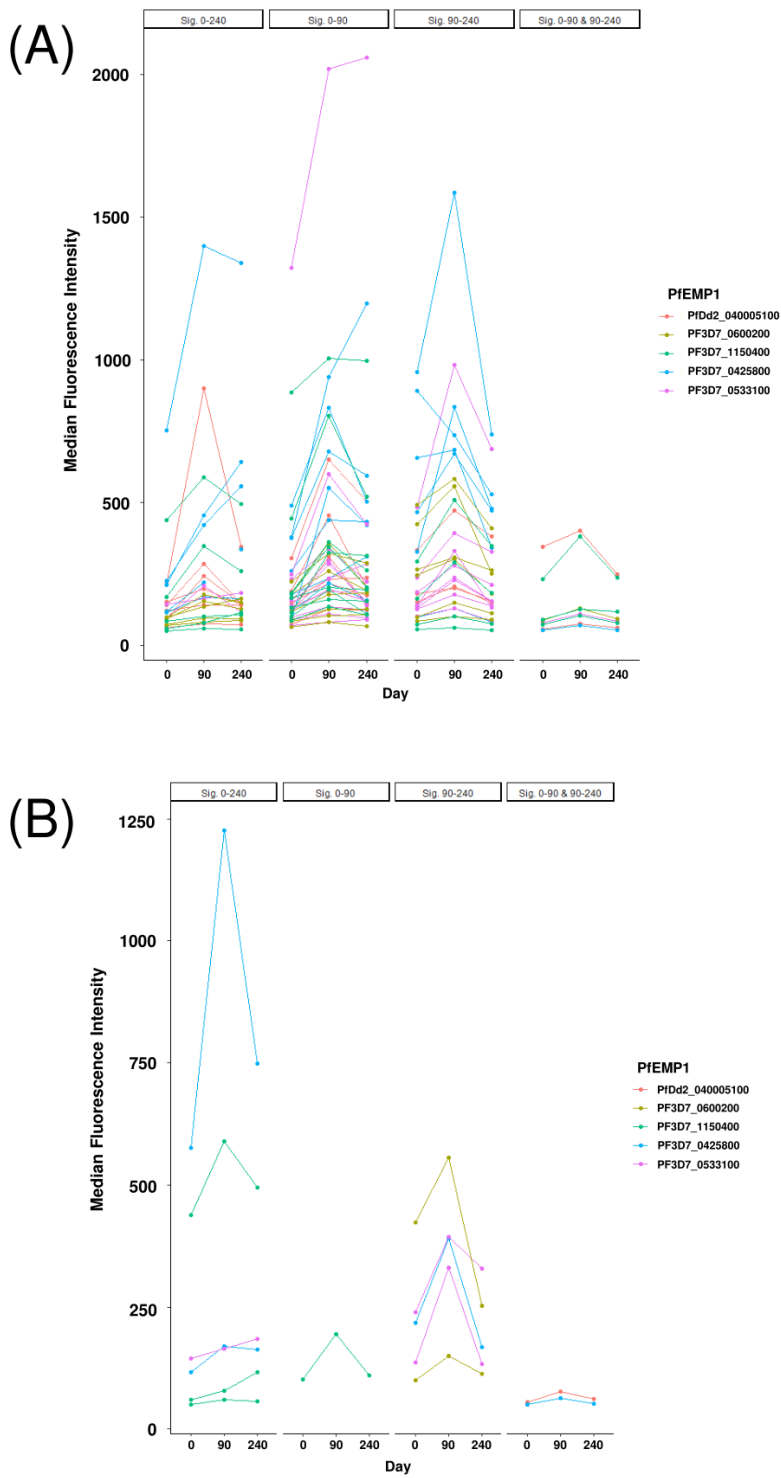 (A)
Sig. 0-240 Sig. 0-90 Sig. 90-240 Sig. 0-90 & 90-240
2000
1500
1000
500
0
Median Fluorescence Intensity
0 90 240 0 90 240 0 90 240 0 90 240
Day
PfEMP1
PfDd2_040005100
PF3D7_0600200
PF3D7_1150400
PF3D7_0425800
PF3D7_0533100
(B)
Sig. 0-240 Sig. 0-90 Sig. 90-240 Sig. 0-90 & 90-240
1250
1000
750
500
250
0
Median Fluorescence Intensity
0 90 240 0 90 240 0 90 240 0 90 240
Day
PfEMP1
PfDd2_040005100
PF3D7_0600200
PF3D7_1150400
PF3D7_0425800
PF3D7_0533100